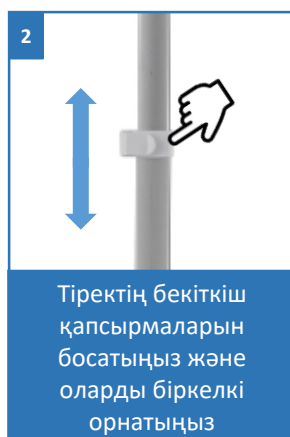 2
Тіректің бекіткіш
қапсырмаларын
босатыңыз және
оларды біркелкі
орнатыңыз